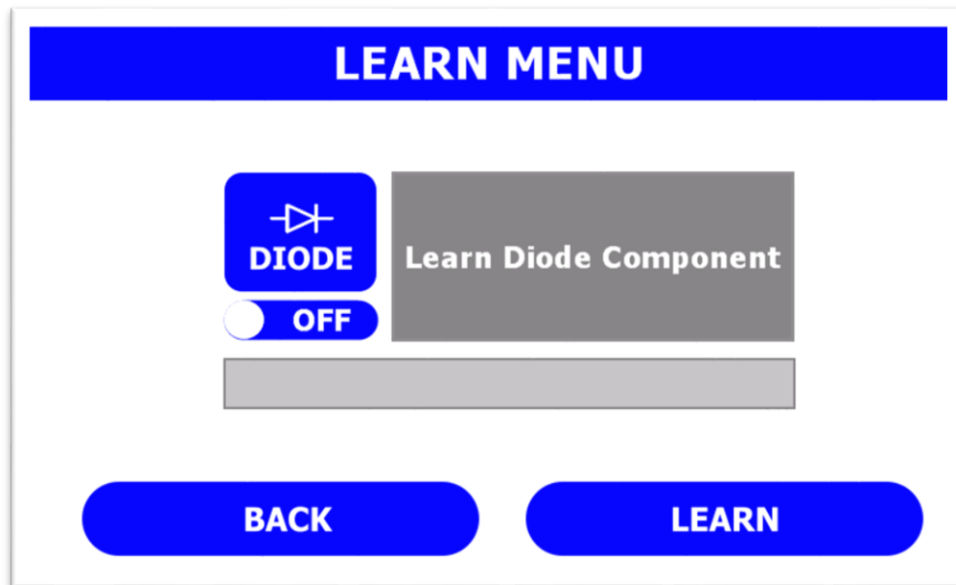 LEARN MENU
DIODE
Learn Diode Component
OFF
BACK
LEARN